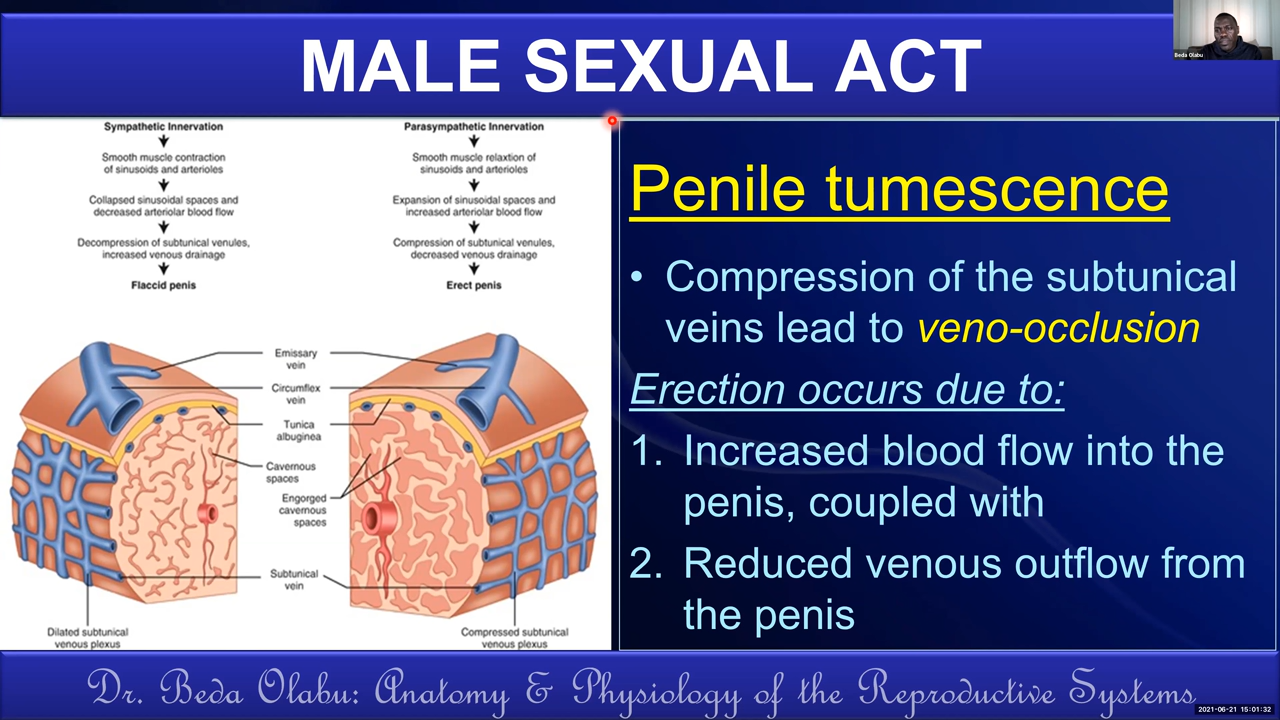 MALE SEXUAL ACT
Beda Olabu
Sympathetic Innervation
Smooth muscle contraction
of sinusoids and arterioles
Collapsed sinusoidal spaces and
decreased arteriolar blood flow
Decompression of subtunical venules,
increased venous drainage
Flaccid penis
Parasympathetic Innervation
Smooth muscle relaxtion of
sinusoids and arterioles
Expansion of sinusoidal spaces and
increased arteriolar blood flow
Compression of subtunical venules,
decreased venous drainage
Erect penis
Emissary
vein
Circumflex
vein
Tunica
albuginea
Cavernous
spaces
Engorged
cavernous
spaces
Subtunical
vein
Dilated subtunical
venous plexus
Compressed subtunical
venous plexus
Penile tumescence
• Compression of the subtunical
veins lead to veno-occlusion
Erection occurs due to:
1. Increased blood flow into the
penis, coupled with
2. Reduced venous outflow from
the penis
Dr. Beda Olabu: Anatomy & Physiology of the Reproductive Systems
2021-06-21 15:01:32